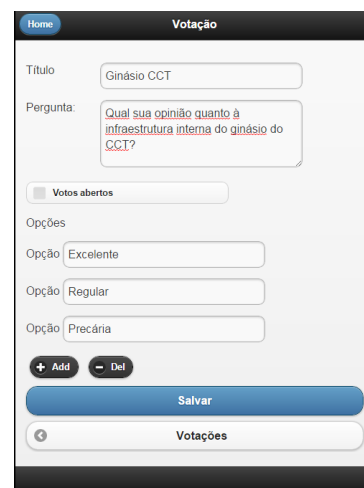 Home
Votação
Título
Ginásio CCT
Pergunta:
Qual sua opinião quanto à
infraestrutura interna do ginásio do
CCT?
Votos abertos
Opções
Opção Excelente
Opção Regular
Opção Precária
Add Del
Salvar
Votações